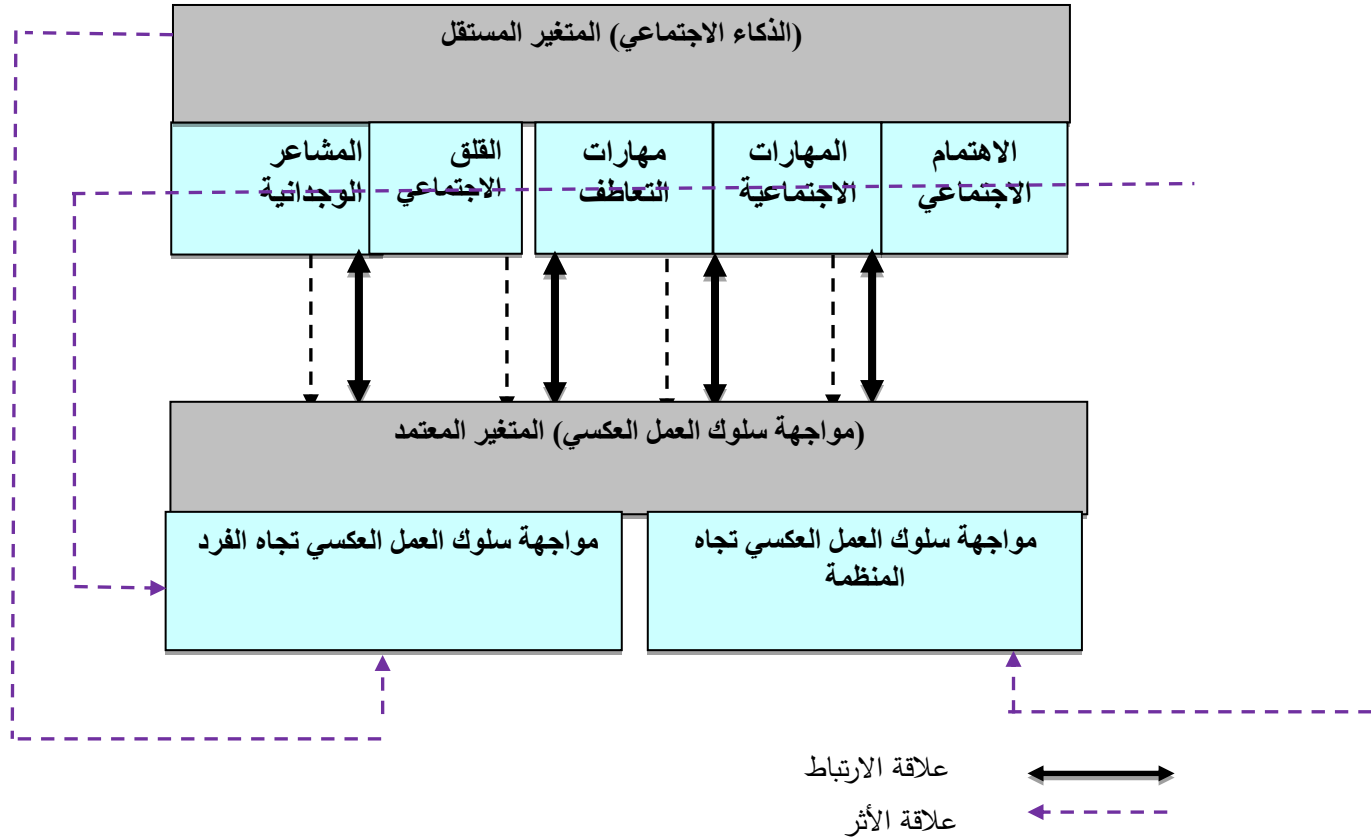 (الذكاء الاجتماعي) المتغير المستقل
الاهتمام
الاجتماعي
المهارات
الاجتماعية
مهارات
التعاطف
القلق
الاجتماعي
المشاعر
الوجدانية
(مواجهة سلوك العمل العكسي) المتغير المعتمد
مواجهة سلوك العمل العكسي تجاه
المنظمة
مواجهة سلوك العمل العكسي تجاه الفرد
علاقة الارتباط
علاقة الأثر